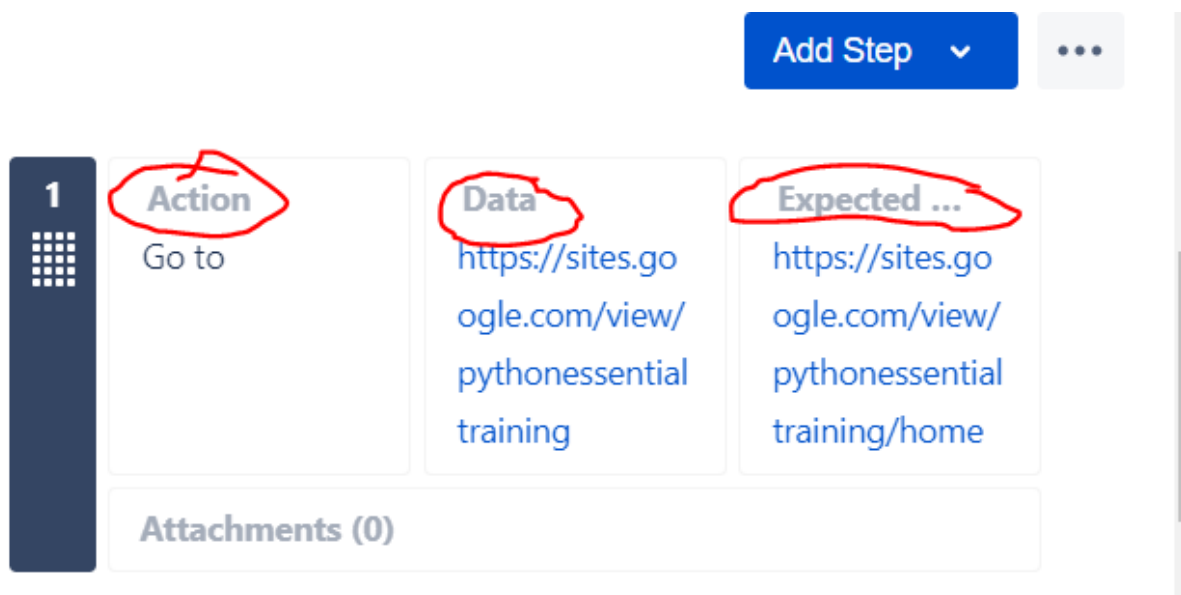 Add Step
1
Action
Data
Expected ...
Go to
https://sites.go
ogle.com/view/
pythonessential
training
https://sites.go
ogle.com/view/
pythonessential
training/home
Attachments (0)